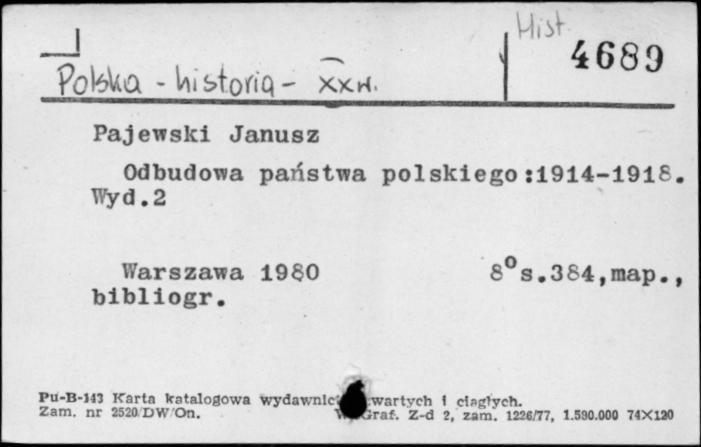 Hist.
4689
Polska - historia - XX w.
Pajewski Janusz
Odbudowa państwa polskiego:1914-1918.
Wyd.2
Warszawa 1980 8° s.384,map.,
bibliogr.
Pu-B-143 Karta katalogowa wydawnic wartych i ciągłych.
Zam. nr 2520/DW/On. Graf. Z-d 2, zam. 1226/77, 1.590.000 74X120